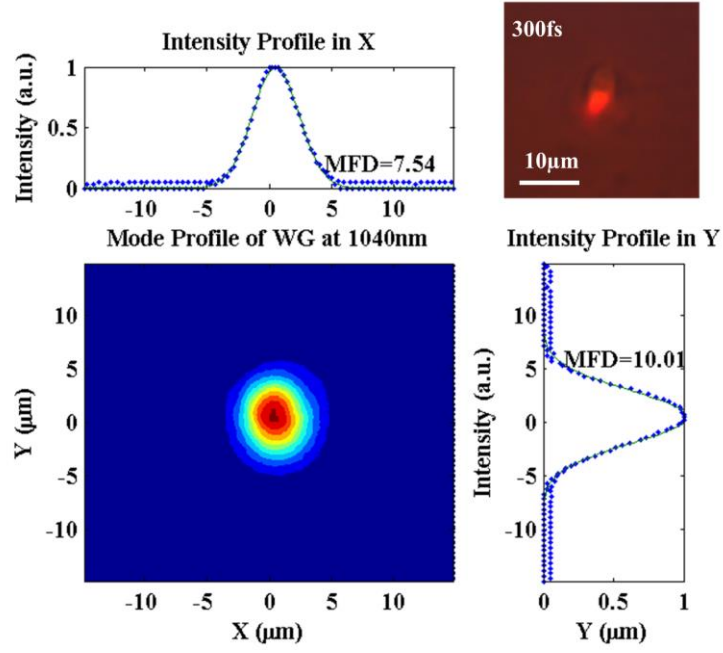 Intensity Profile in X
Intensity (a.u.)
1
0.5
0
MFD=7.54
-10
-5
0
5
10
X (μm)
300fs
10μm
Mode Profile of WG at 1040nm
Y (μm)
10
5
0
-5
-10
-10
-5
0
5
10
X (μm)
Intensity Profile in Y
Intensity (a.u.)
10
5
0
-5
-10
MFD=10.01
0
0.5
1
Y (μm)